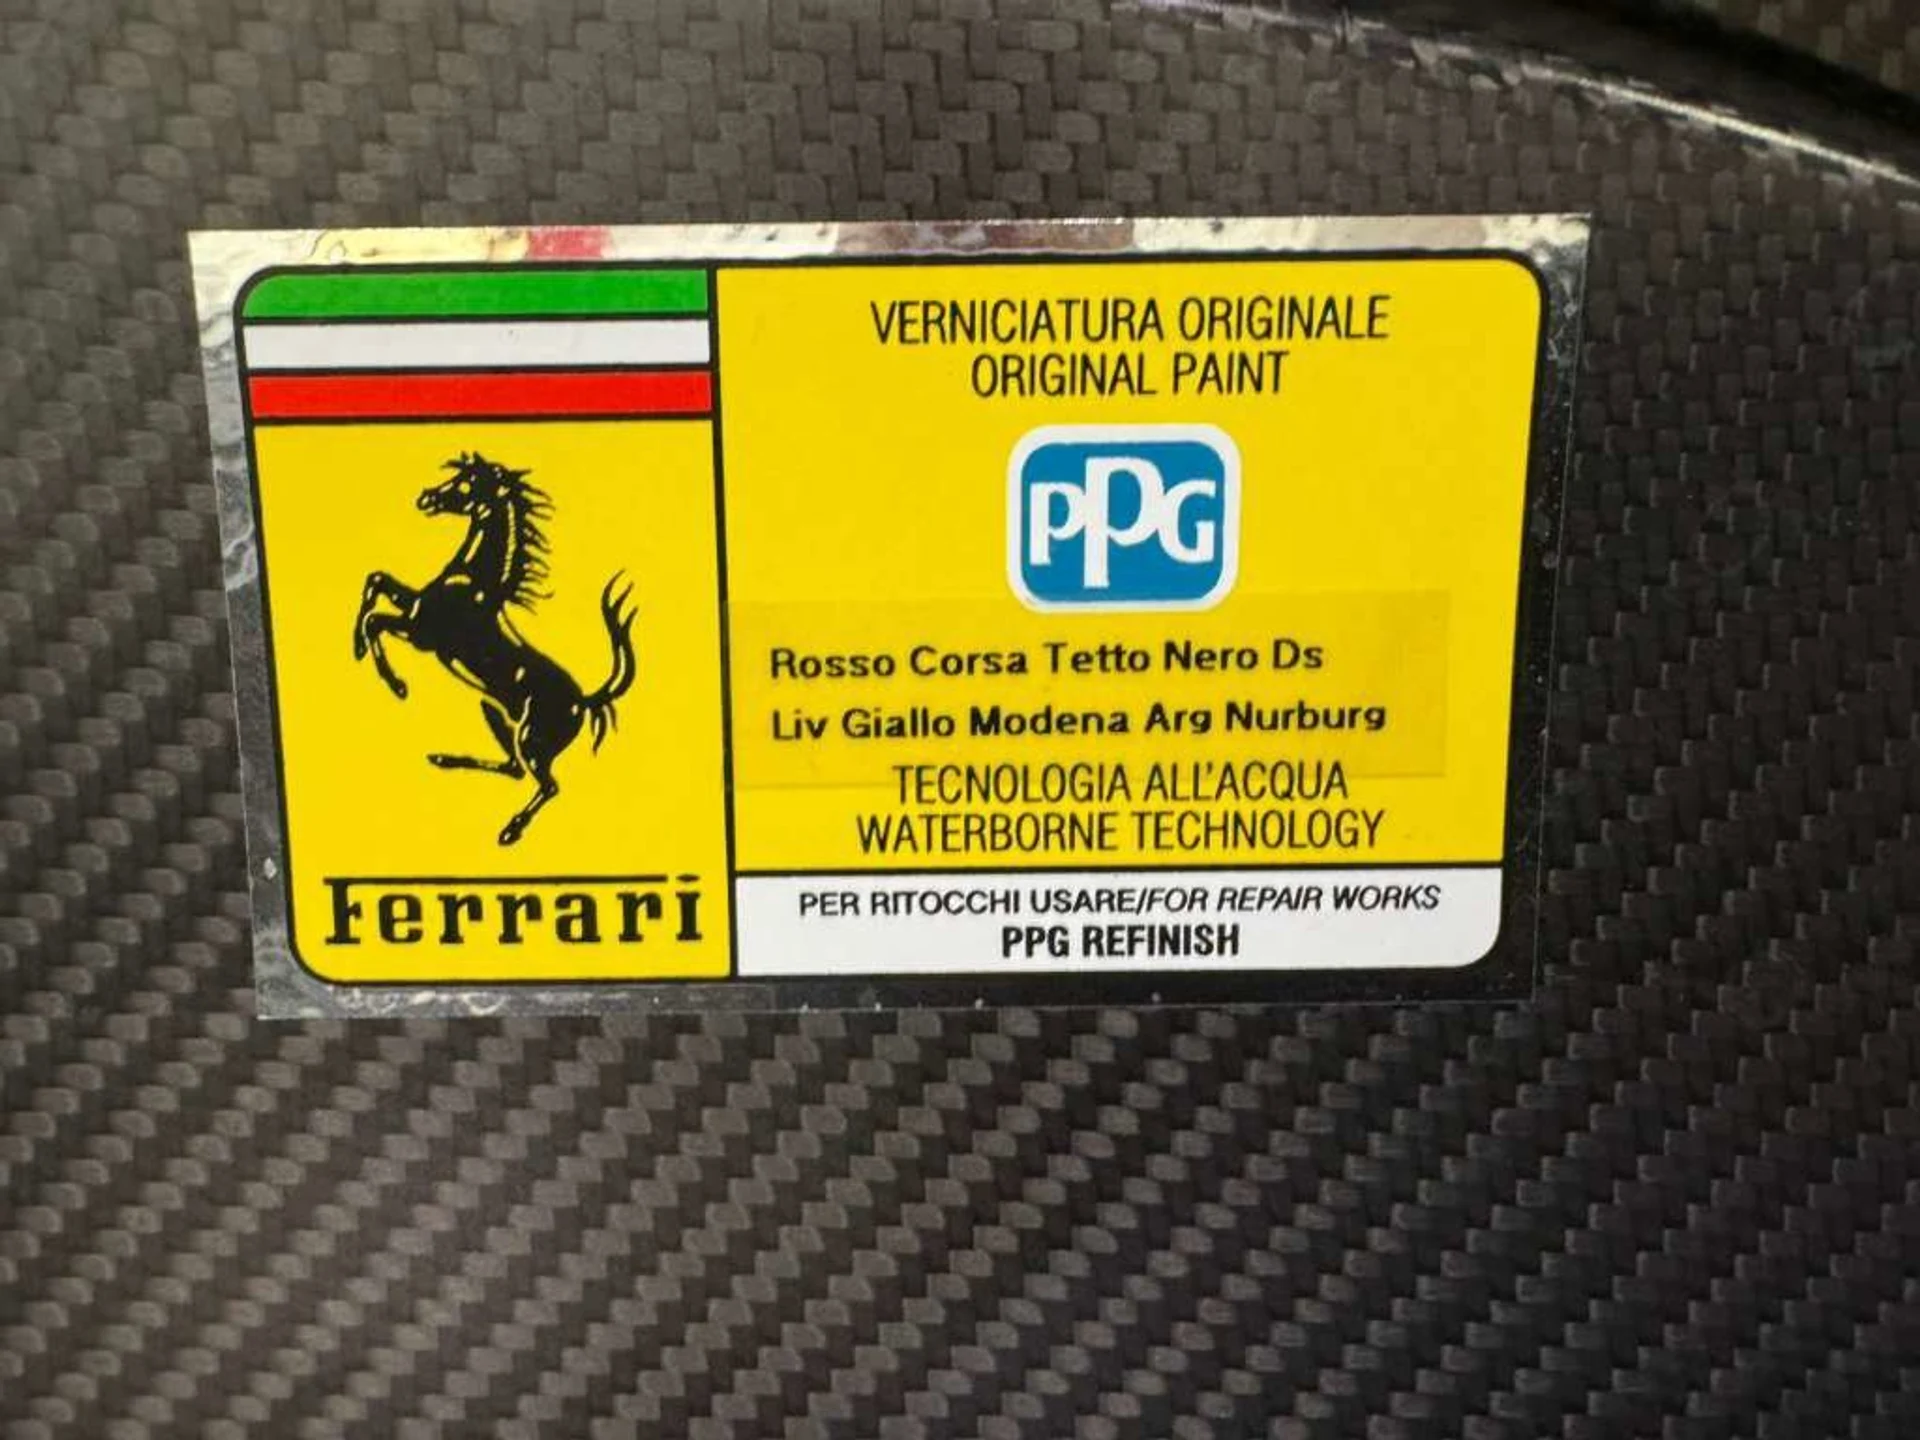 VERNICIATURA ORIGINALE
ORIGINAL PAINT
PPG
Rosso Corsa Tetto Nero Ds
Liv Giallo Modena Arg Nurburg
TECNOLOGIA ALL'ACQUA
WATERBORNE TECHNOLOGY
Ferrari
PER RITOCCHI USARE/FOR REPAIR WORKS
PPG REFINISH